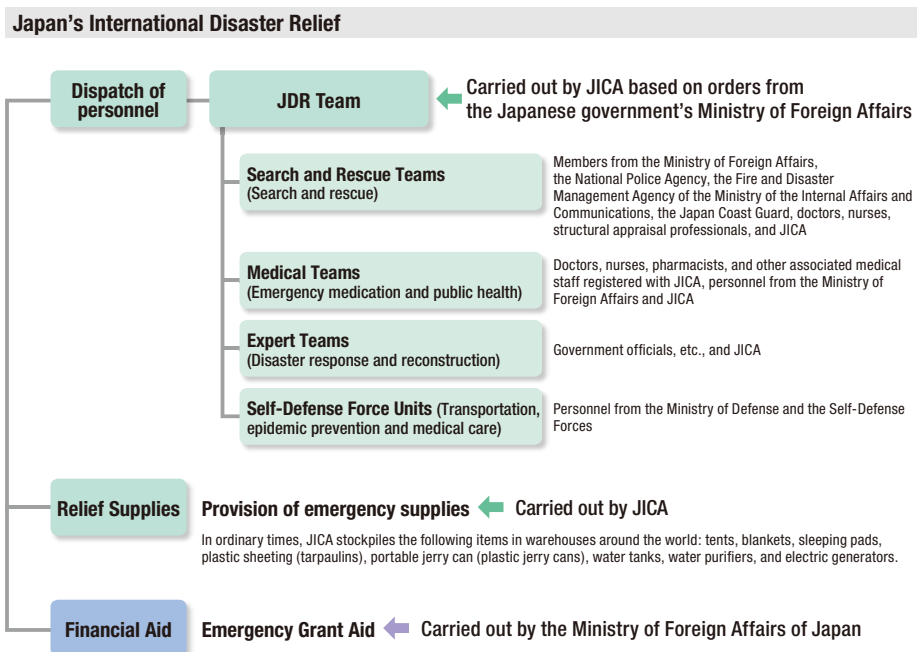 Japan's International Disaster Relief
Dispatch of
personnel
JDR Team
Carried out by JICA based on orders from
the Japanese government's Ministry of Foreign Affairs
Search and Rescue Teams
(Search and rescue)
Members from the Ministry of Foreign Affairs,
the National Police Agency, the Fire and Disaster
Management Agency of the Ministry of the Internal Affairs and
Communications, the Japan Coast Guard, doctors, nurses,
structural appraisal professionals, and JICA
Medical Teams
(Emergency medication and public health)
Doctors, nurses, pharmacists, and other associated medical
staff registered with JICA, personnel from the Ministry of
Foreign Affairs and JICA
Expert Teams
(Disaster response and reconstruction)
Government officials, etc., and JICA
Self-Defense Force Units (Transportation,
epidemic prevention and medical care)
Personnel from the Ministry of Defense and the Self-Defense
Forces
Relief Supplies
Provision of emergency supplies
Carried out by JICA
In ordinary times, JICA stockpiles the following items in warehouses around the world: tents, blankets, sleeping pads,
plastic sheeting (tarpaulins), portable jerry can (plastic jerry cans), water tanks, water purifiers, and electric generators.
Financial Aid
Emergency Grant Aid
Carried out by the Ministry of Foreign Affairs of Japan